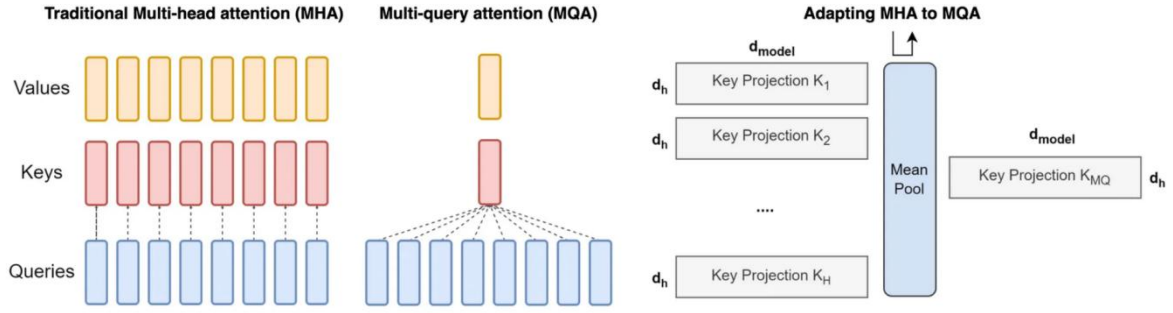 Traditional Multi-head attention (MHA)
Values
Keys
Queries
Multi-query attention (MQA)
Adapting MHA to MQA
d_model
d_h Key Projection K_1
d_h Key Projection K_2
....
d_h Key Projection K_H
Mean
Pool
d_model
Key Projection K_MQ d_h